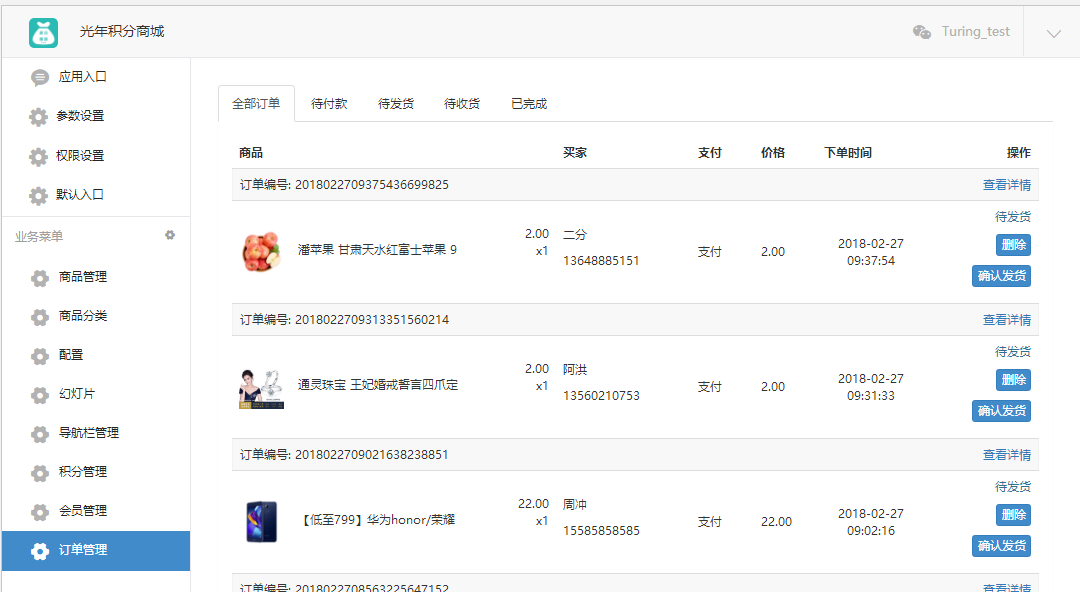 光年积分商城
Turing_test
应用入口
参数设置
权限设置
默认入口
业务菜单
商品管理
商品分类
配置
幻灯片
导航栏管理
积分管理
会员管理
订单管理
全部订单 待付款 待发货 待收货 已完成
商品 买家 支付 价格 下单时间 操作
订单编号: 2018022709375436699825 查看详情
潘苹果 甘肃天水红富士苹果 9
2.00
x1
二分
13648885151
支付
2.00
2018-02-27
09:37:54
待发货
删除
确认发货
订单编号: 2018022709313351560214 查看详情
通灵珠宝 王妃婚戒誓言四爪定
2.00
x1
阿洪
13560210753
支付
2.00
2018-02-27
09:31:33
待发货
删除
确认发货
订单编号: 2018022709021638238851 查看详情
【低至799】华为honor/荣耀
22.00
x1
周冲
15585858585
支付
22.00
2018-02-27
09:02:16
待发货
删除
确认发货
订单编号: 2018022708563225647152 查看详情